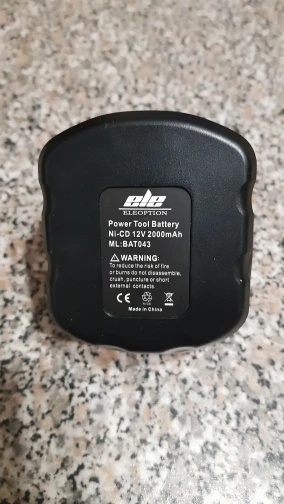 ele
ELEOPTION
Power Tool Battery
Ni-CD 12V 2000mAh
ML:BAT043
⚠ WARNING:
To reduce the risk of fire
or burns do not disassemble,
crush, puncture or short
external contacts.
CE
Made in China